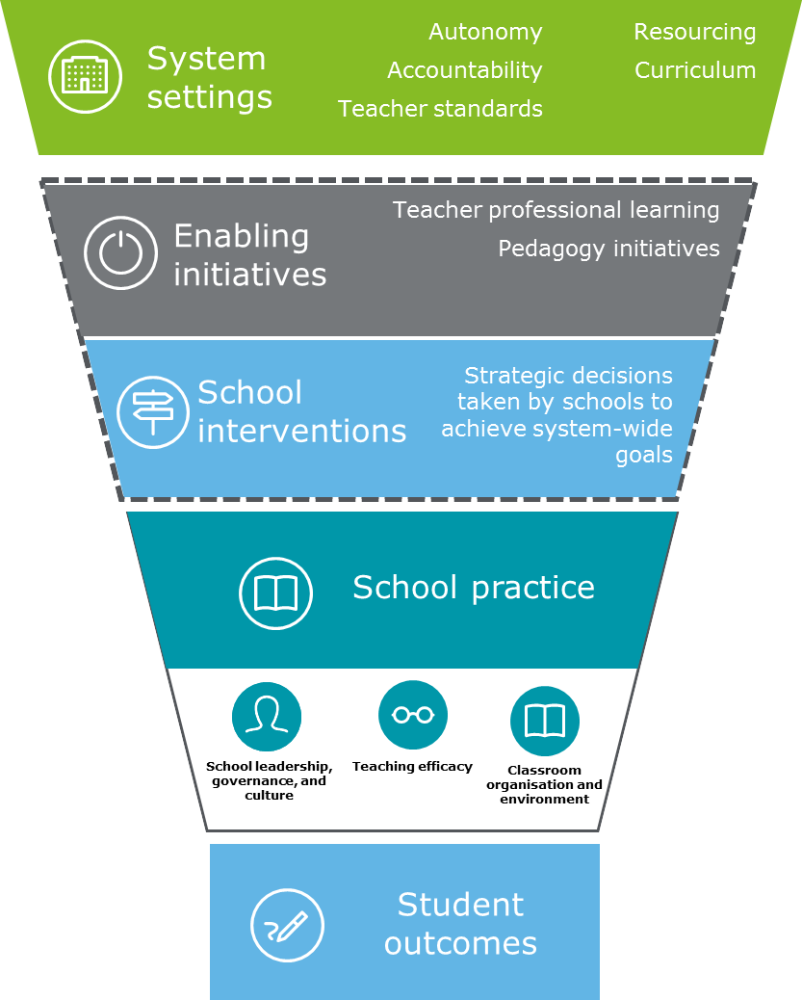 System
settings
Autonomy
Accountability
Teacher standards
Resourcing
Curriculum
Enabling
initiatives
Teacher professional learning
Pedagogy initiatives
School
interventions
Strategic decisions
taken by schools to
achieve system-wide
goals
School practice
School leadership,
governance, and
culture
Teaching efficacy
Classroom
organisation and
environment
Student
outcomes